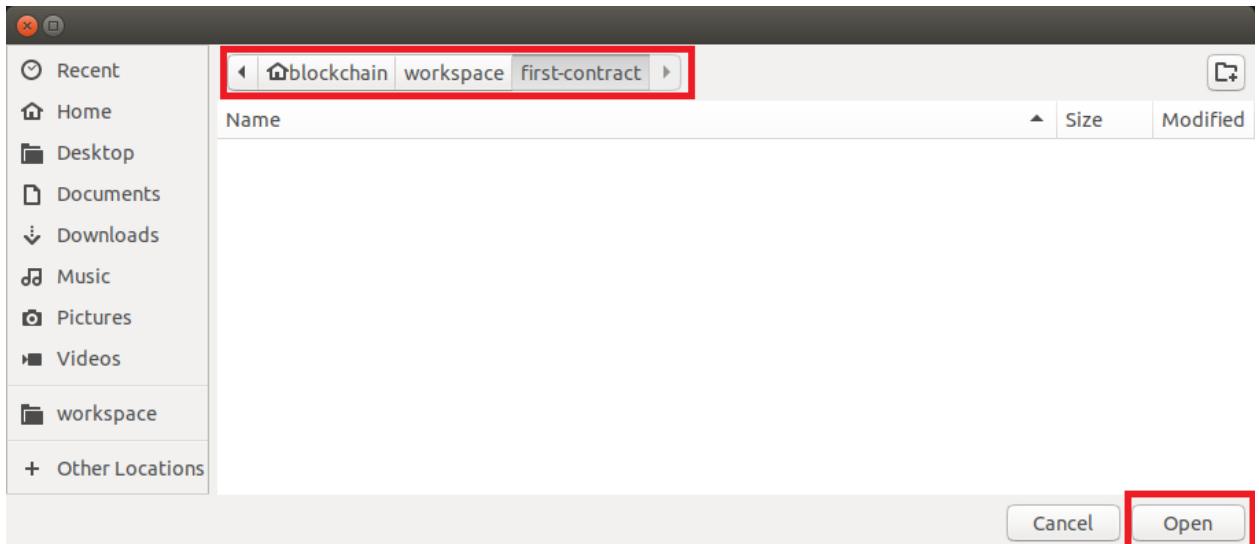 Recent
blockchain workspace first-contract
Home
Name Size Modified
Desktop
Documents
Downloads
Music
Pictures
Videos
workspace
Other Locations
Cancel Open